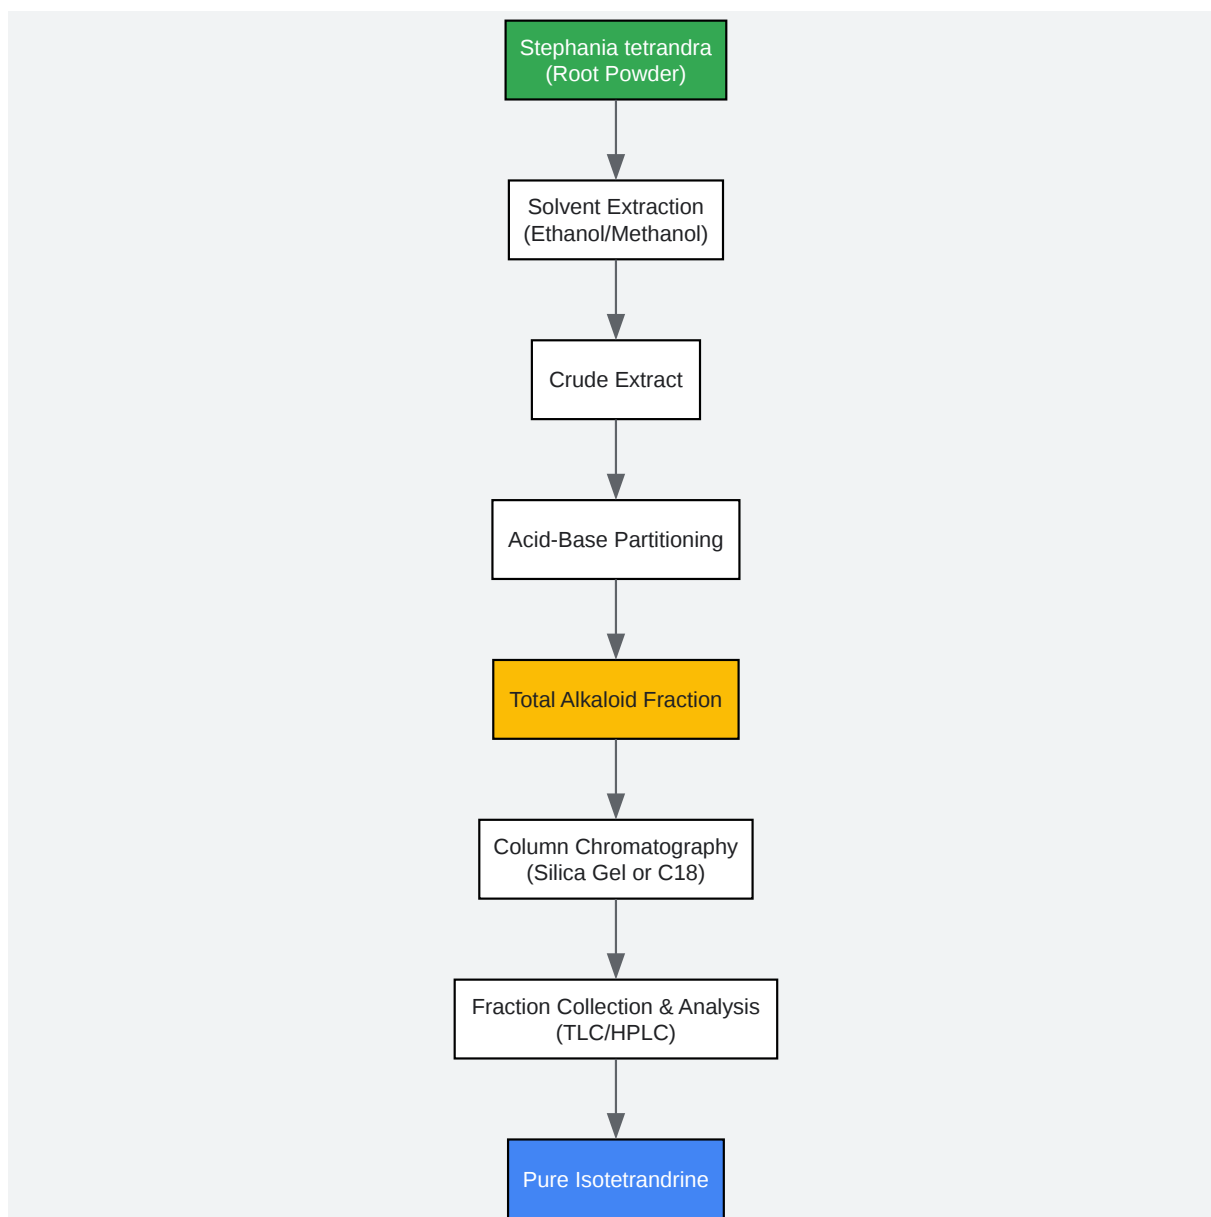 Stephania tetrandra
(Root Powder)
Solvent Extraction
(Ethanol/Methanol)
Crude Extract
Acid-Base Partitioning
Total Alkaloid Fraction
Column Chromatography
(Silica Gel or C18)
Fraction Collection & Analysis
(TLC/HPLC)
Pure Isotetrandrine